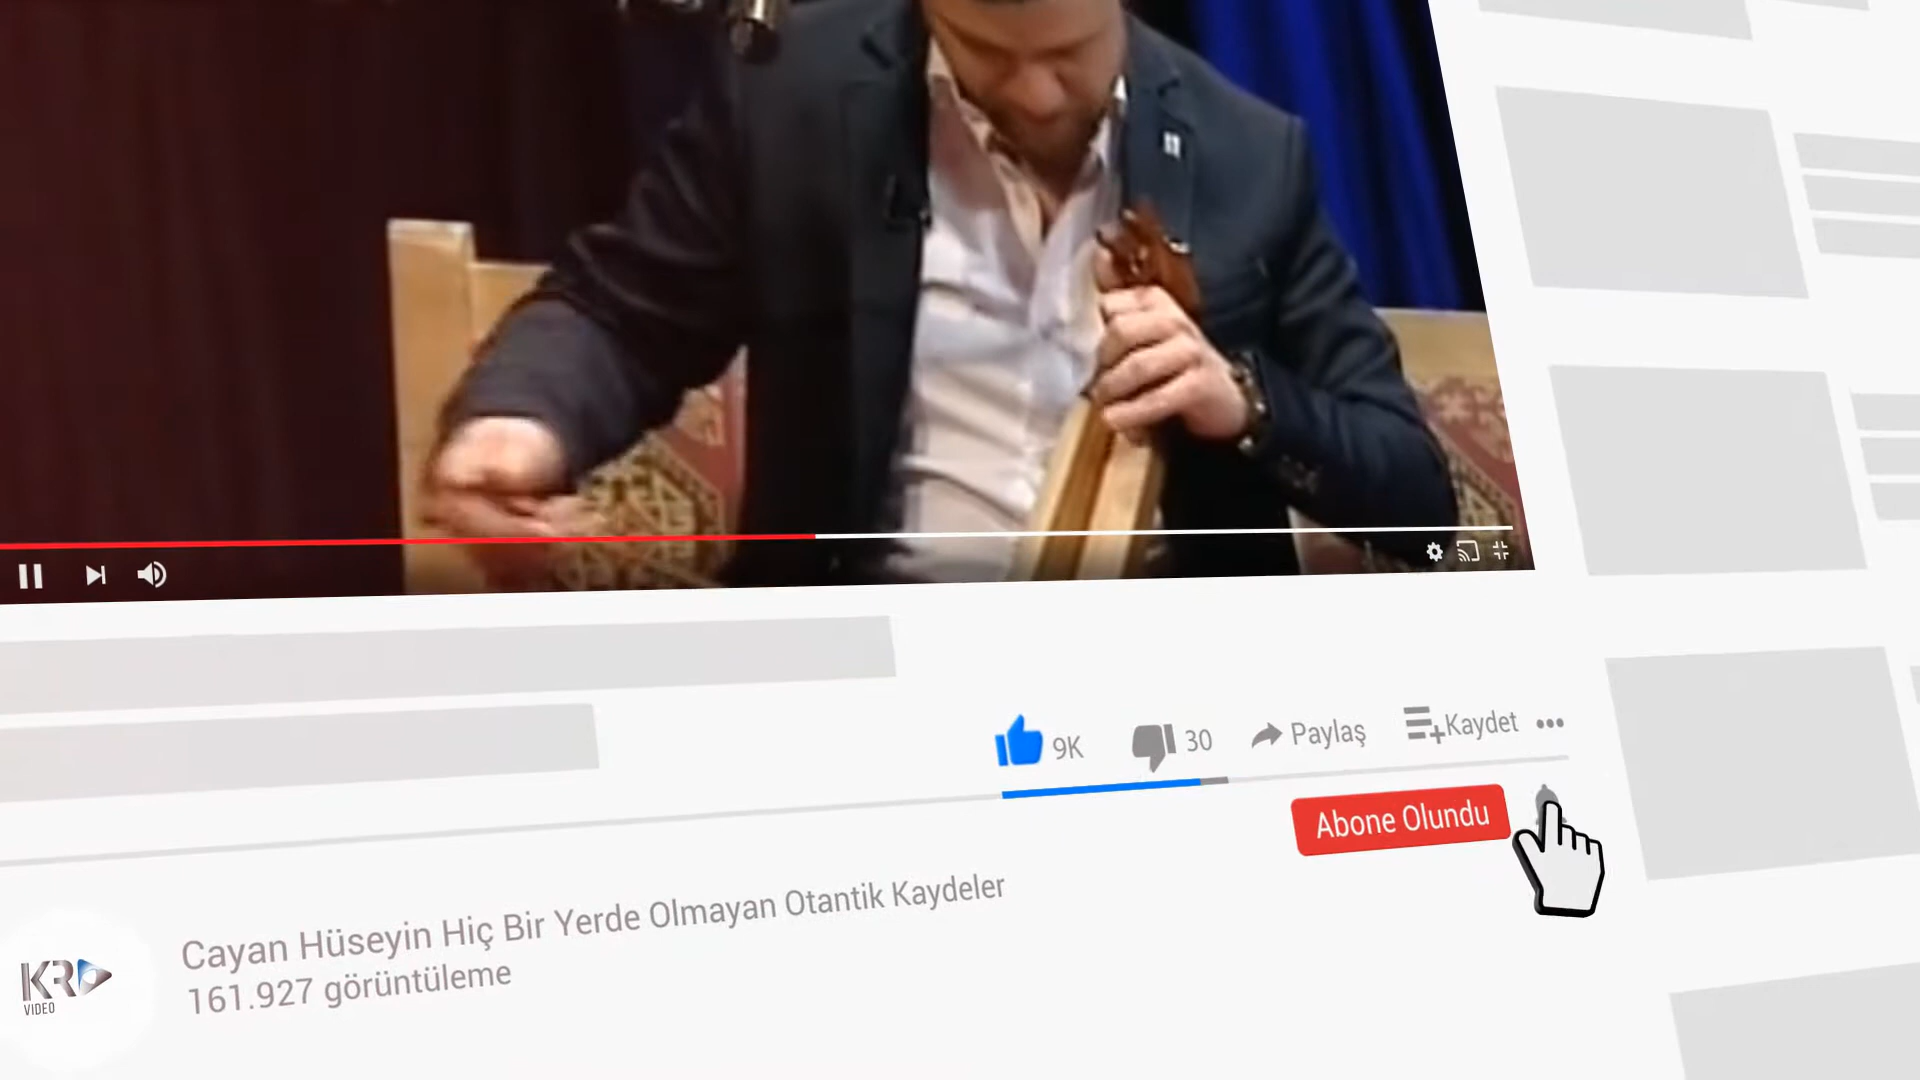 9K
30
Paylaş
Kaydet
Abone Olundu
Cayan Hüseyin Hiç Bir Yerde Olmayan Otantik Kaydeler
161.927 görüntüleme
KR
VIDEO